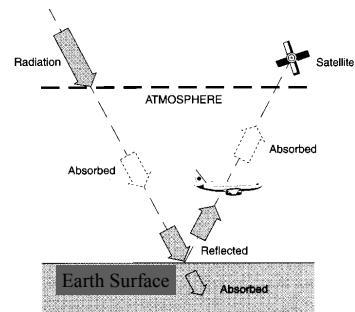 Radiation
Satellite
ATMOSPHERE
Absorbed
Absorbed
Reflected
Earth Surface
Absorbed